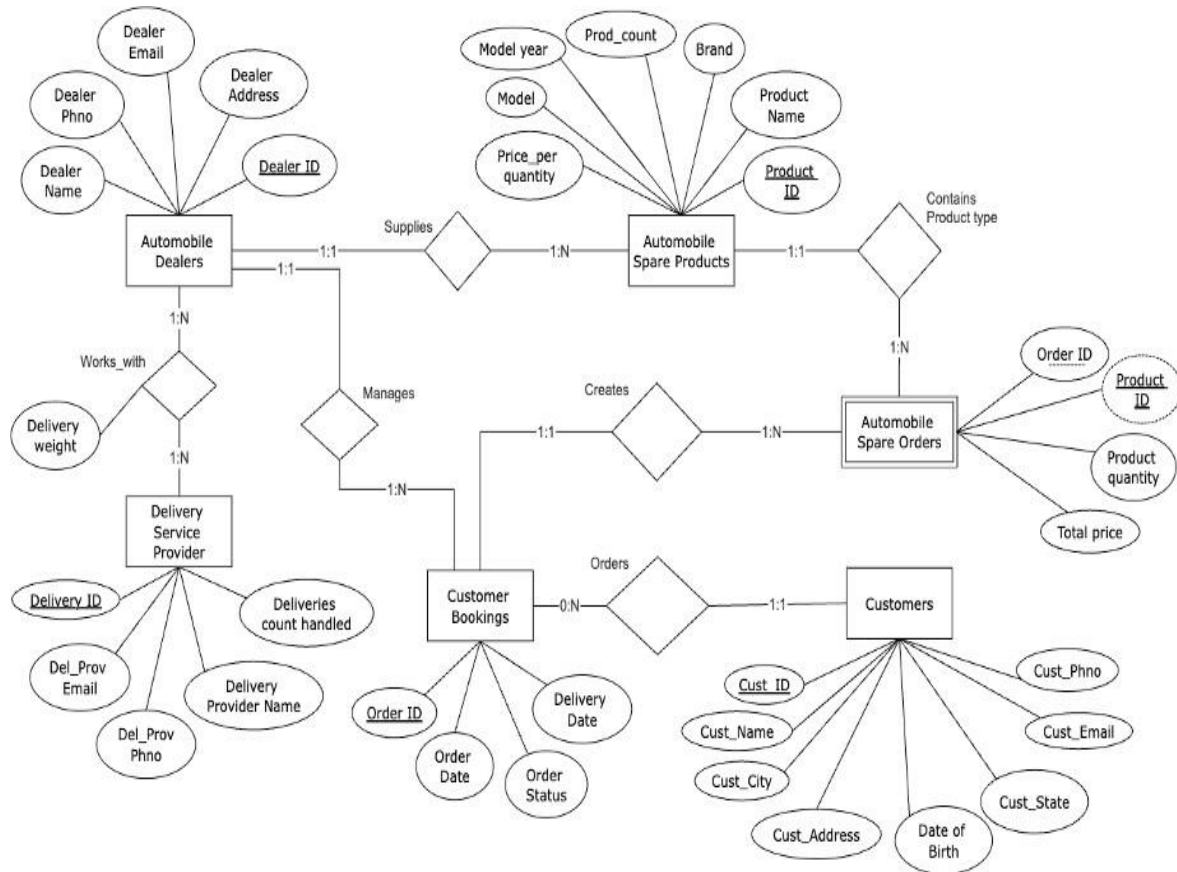 Dealer
Email
Dealer
Phno
Dealer
Address
Dealer
Name
Dealer ID
Automobile
Dealers
Model year
Prod_count
Brand
Model
Product
Name
Price_per
quantity
Product
ID
Supplies
1:1
1:N
Automobile
Spare Products
1:1
Contains
Product type
1:N
1:1
1:N
Works_with
Delivery
weight
1:N
Manages
1:N
Creates
1:1
1:N
Automobile
Spare Orders
Order ID
Product
ID
Product
quantity
Total price
Delivery
Service
Provider
Delivery ID
Deliveries
count handled
Del_Prov
Email
Delivery
Provider Name
Del_Prov
Phno
Customer
Bookings
Orders
0:N
1:1
Customers
Order ID
Delivery
Date
Order
Date
Order
Status
Cust_ID
Cust_Phno
Cust_Name
Cust_Email
Cust_City
Cust_State
Cust_Address
Date of
Birth